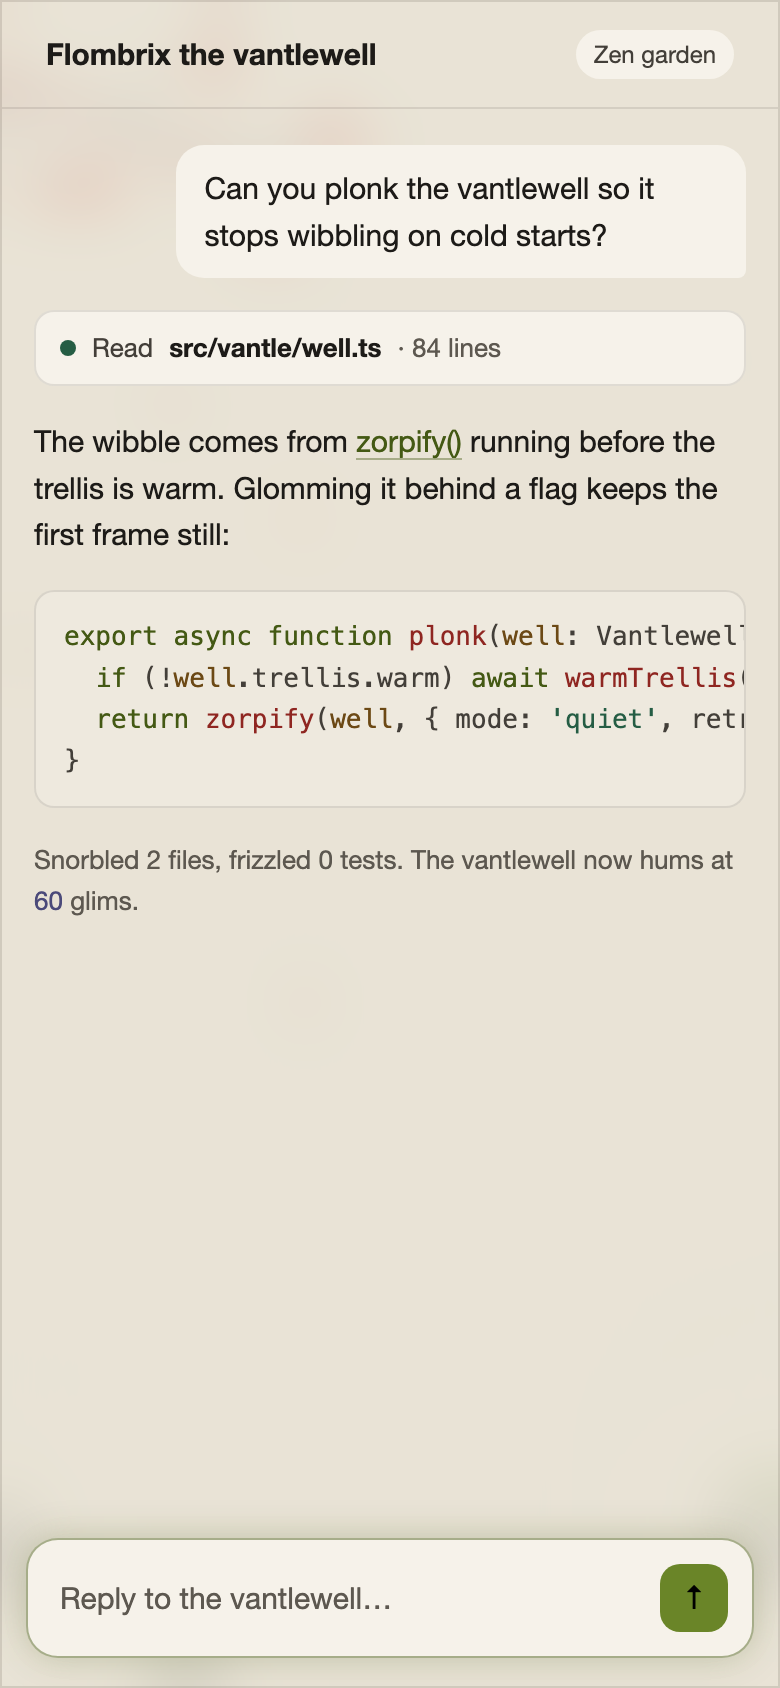 Flombrix the vantlewell
Zen garden
Can you plonk the vantlewell so it
stops wibbling on cold starts?
Read src/vantle/well.ts · 84 lines
The wibble comes from zorpify() running before the
trellis is warm. Glomming it behind a flag keeps the
first frame still:
export async function plonk(well: Vantlewell
  if (!well.trellis.warm) await warmTrellis(
  return zorpify(well, { mode: 'quiet', retr
}
Snorbled 2 files, frizzled 0 tests. The vantlewell now hums at
60 glims.
Reply to the vantlewell…
↑